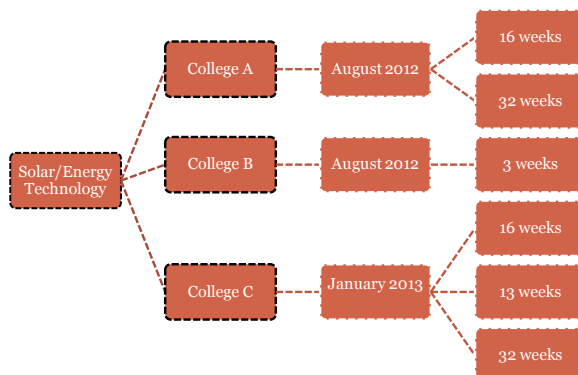 16 weeks
College A
August 2012
32 weeks
Solar/Energy
Technology
College B
August 2012
3 weeks
16 weeks
College C
January 2013
13 weeks
32 weeks